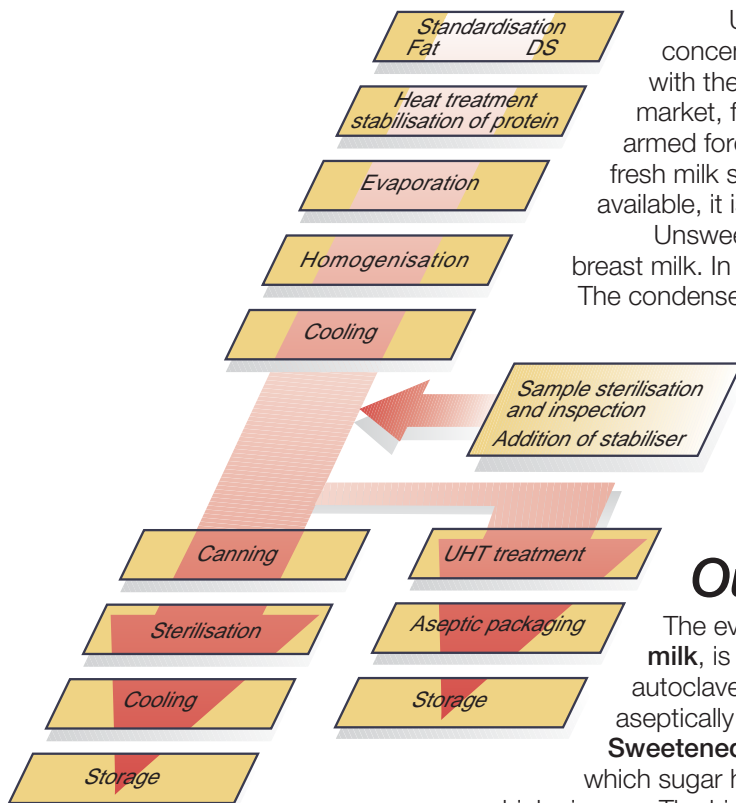 Standardisation
Fat DS
Heat treatment
stabilisation of protein
Evaporation
Homogenisation
Cooling
Sample sterilisation
and inspection
Addition of stabiliser
Canning
Sterilisation
Cooling
Storage
UHT treatment
Aseptic packaging
Storage
with the
market, f
armed for
fresh milk s
available, it i
Unswee
breast milk. In
The condense
The ev
milk, is
autoclave
aseptically
Sweetened
which sugar h